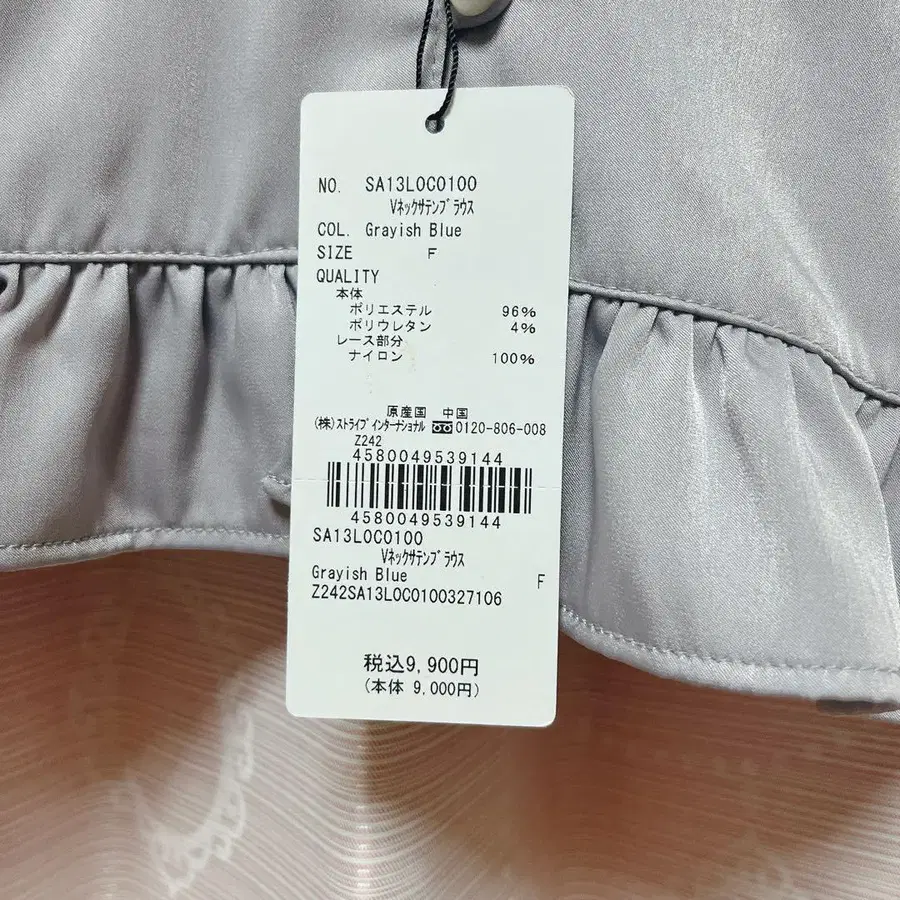 NO. SA13L0C0100
Vﾈｯｸｻﾃﾝﾌﾞﾗｳｽ
COL. Grayish Blue
SIZE F
QUALITY
本体
ポリエステル 96%
ポリウレタン 4%
レース部分
ナイロン 100%
原産国 中国
(株)ｽﾄﾗｲﾌﾟｲﾝﾀｰﾅｼｮﾅﾙ 0120-806-008
Z242
4580049539144
4580049539144
SA13L0C0100
Vﾈｯｸｻﾃﾝﾌﾞﾗｳｽ
Grayish Blue F
Z242SA13L0C0100327106
税込9,900円
(本体 9,000円)